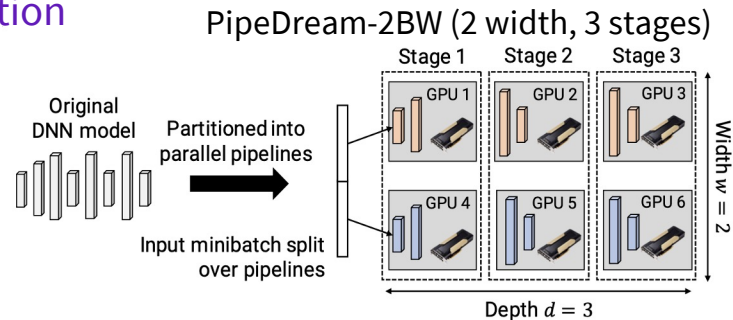 tion
PipeDream-2BW (2 width, 3 stages)
Stage 1
Stage 2
Stage 3
Original
DNN model
Partitioned into
parallel pipelines
Input minibatch split
over pipelines
GPU 1
GPU 2
GPU 3
GPU 4
GPU 5
GPU 6
Width w = 2
Depth d = 3